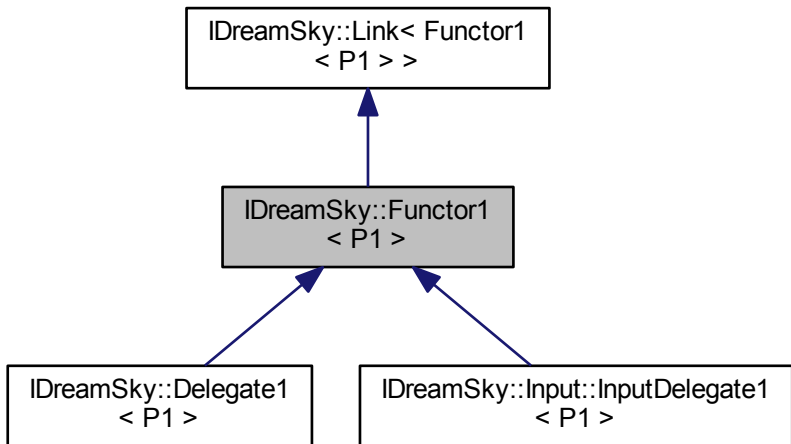 IDreamSky::Link< Functor1
< P1 > >
IDreamSky::Functor1
< P1 >
IDreamSky::Delegate1
< P1 >
IDreamSky::Input::InputDelegate1
< P1 >